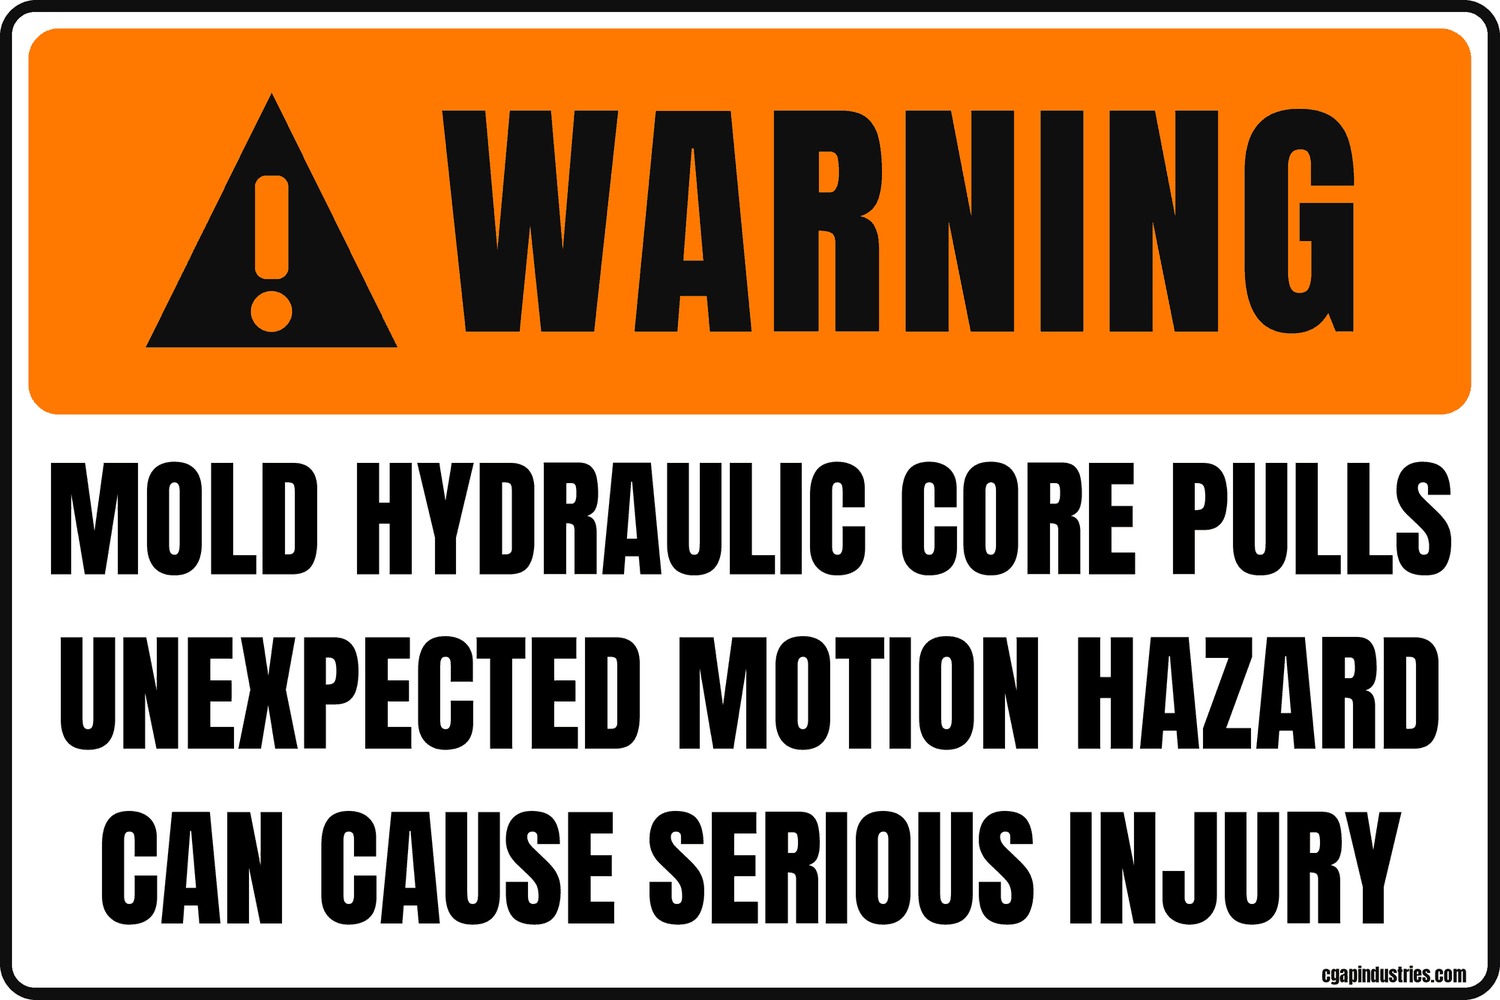 WARNING
MOLD HYDRAULIC CORE PULLS
UNEXPECTED MOTION HAZARD
CAN CAUSE SERIOUS INJURY
cgapindustries.com